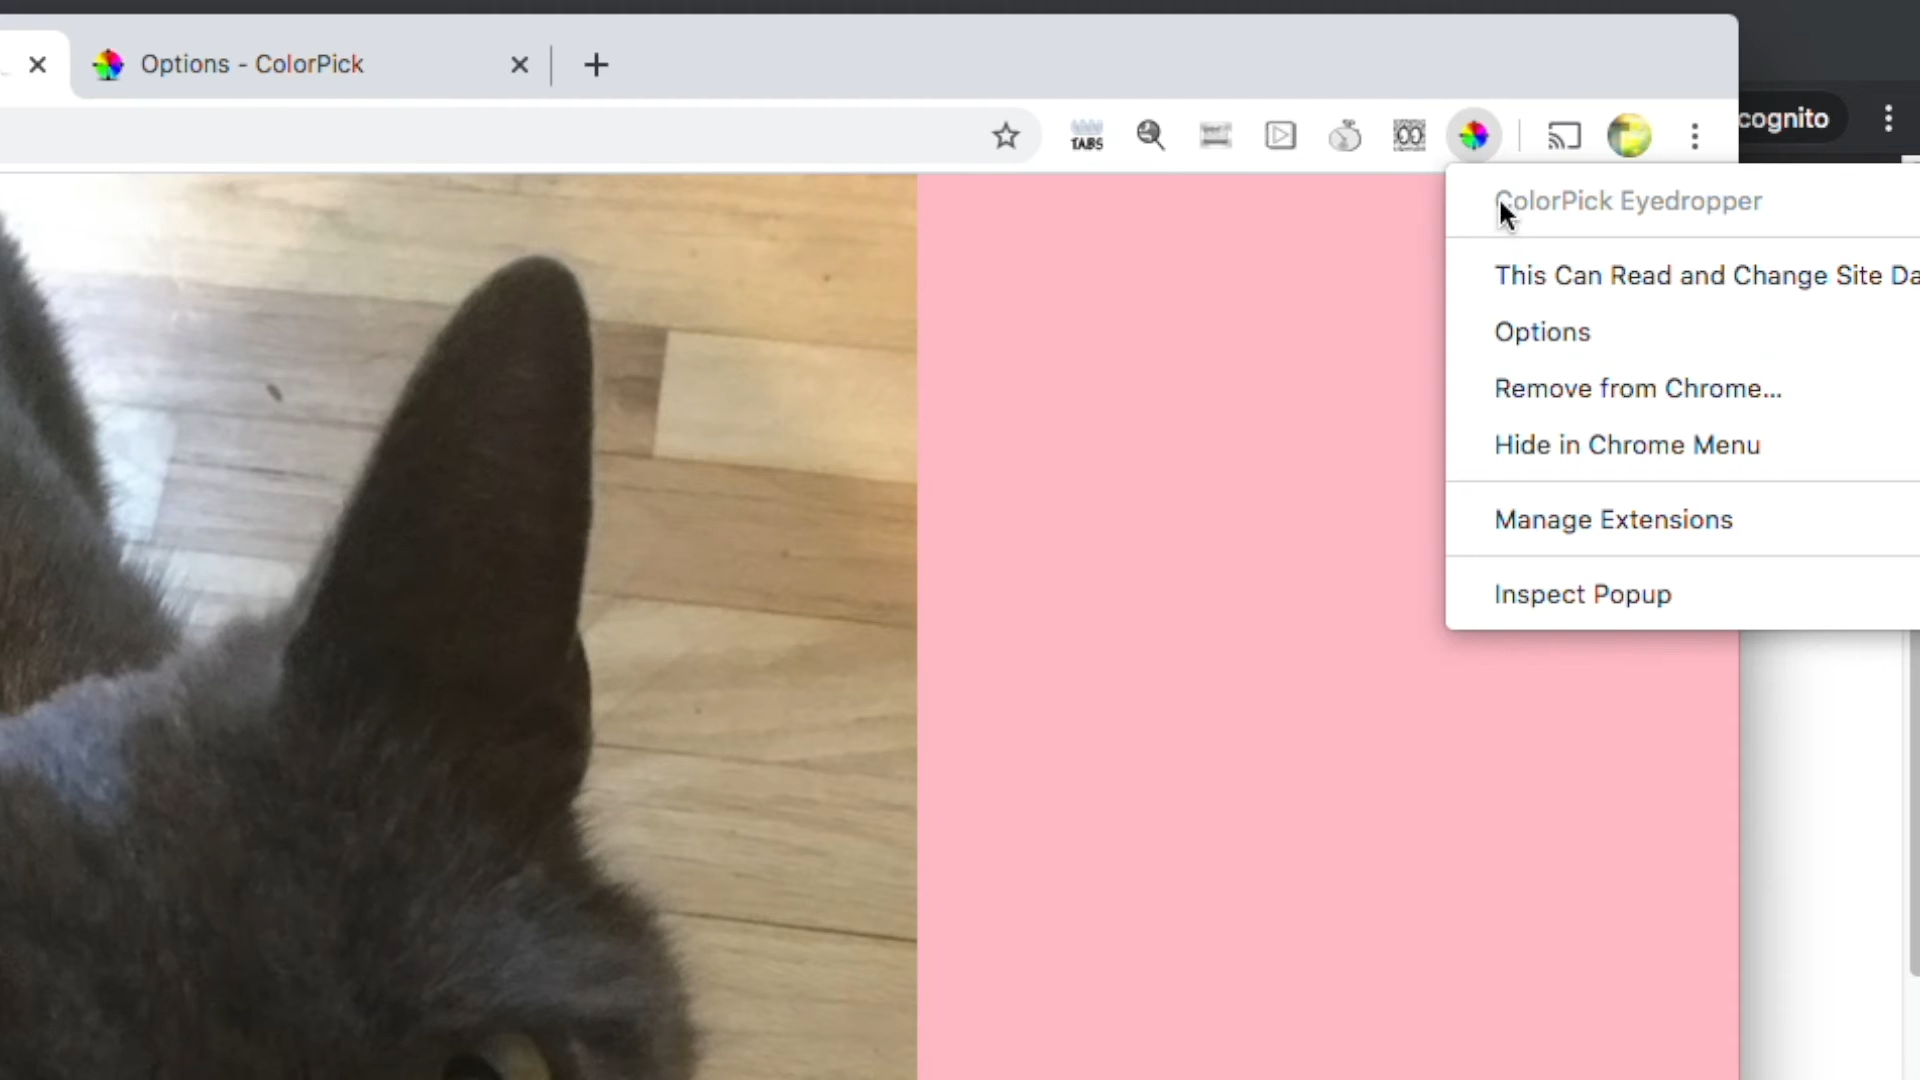 Options - ColorPick
cognito
TABS
ColorPick Eyedropper
This Can Read and Change Site Da
Options
Remove from Chrome...
Hide in Chrome Menu
Manage Extensions
Inspect Popup